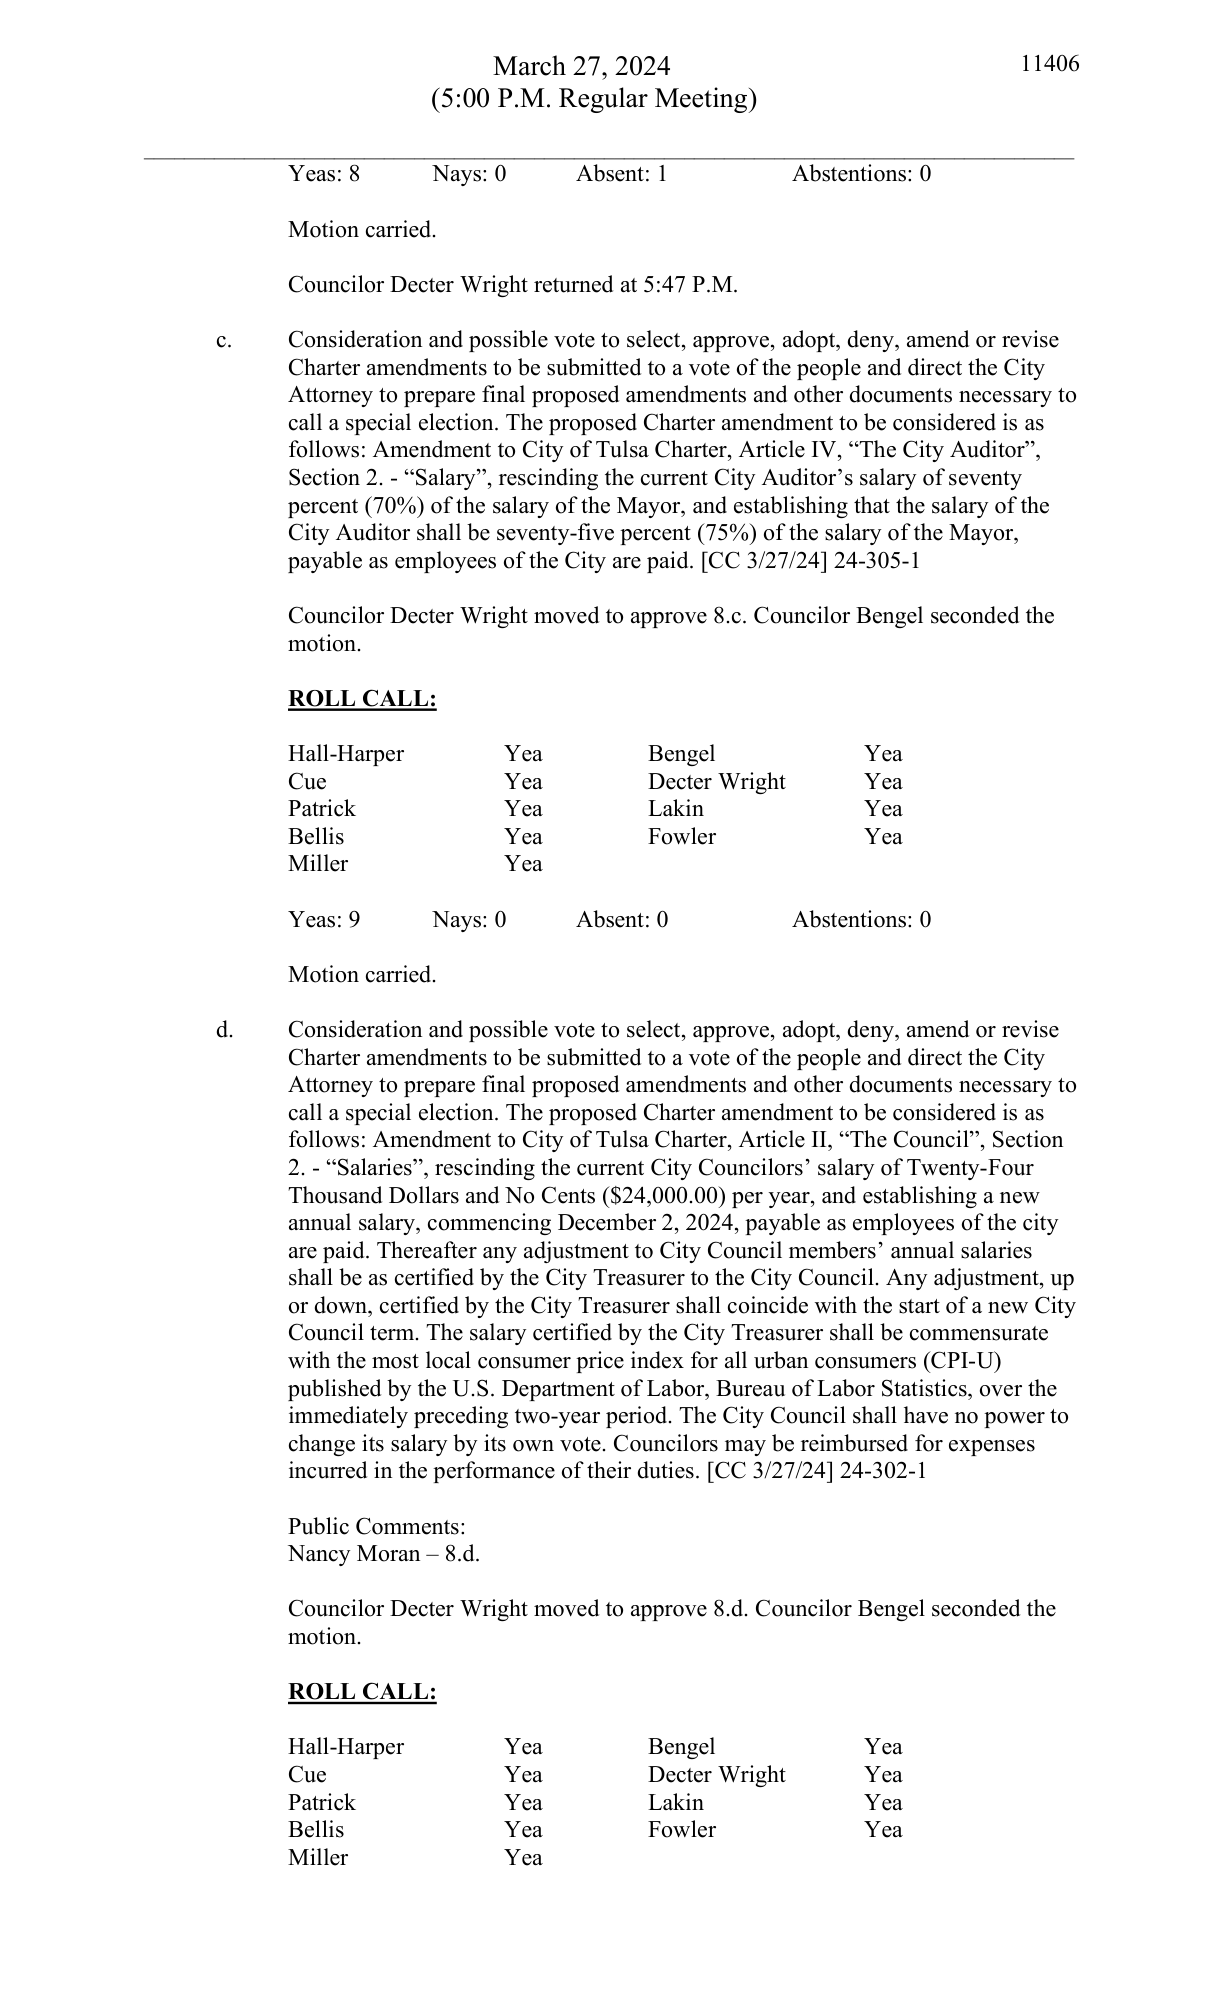 March 27, 2024
11406
(5:00 P.M. Regular Meeting)
Yeas: 8 Nays: 0 Absent: 1 Abstentions: 0
Motion carried.
Councilor Decter Wright returned at 5:47 P.M.
c. Consideration and possible vote to select, approve, adopt, deny, amend or revise
Charter amendments to be submitted to a vote of the people and direct the City
Attorney to prepare final proposed amendments and other documents necessary to
call a special election. The proposed Charter amendment to be considered is as
follows: Amendment to City of Tulsa Charter, Article IV, “The City Auditor”,
Section 2. - “Salary”, rescinding the current City Auditor’s salary of seventy
percent (70%) of the salary of the Mayor, and establishing that the salary of the
City Auditor shall be seventy-five percent (75%) of the salary of the Mayor,
payable as employees of the City are paid. [CC 3/27/24] 24-305-1
Councilor Decter Wright moved to approve 8.c. Councilor Bengel seconded the
motion.
ROLL CALL:
Hall-Harper Yea Bengel Yea
Cue Yea Decter Wright Yea
Patrick Yea Lakin Yea
Bellis Yea Fowler Yea
Miller Yea
Yeas: 9 Nays: 0 Absent: 0 Abstentions: 0
Motion carried.
d. Consideration and possible vote to select, approve, adopt, deny, amend or revise
Charter amendments to be submitted to a vote of the people and direct the City
Attorney to prepare final proposed amendments and other documents necessary to
call a special election. The proposed Charter amendment to be considered is as
follows: Amendment to City of Tulsa Charter, Article II, “The Council”, Section
2. - “Salaries”, rescinding the current City Councilors’ salary of Twenty-Four
Thousand Dollars and No Cents ($24,000.00) per year, and establishing a new
annual salary, commencing December 2, 2024, payable as employees of the city
are paid. Thereafter any adjustment to City Council members’ annual salaries
shall be as certified by the City Treasurer to the City Council. Any adjustment, up
or down, certified by the City Treasurer shall coincide with the start of a new City
Council term. The salary certified by the City Treasurer shall be commensurate
with the most local consumer price index for all urban consumers (CPI-U)
published by the U.S. Department of Labor, Bureau of Labor Statistics, over the
immediately preceding two-year period. The City Council shall have no power to
change its salary by its own vote. Councilors may be reimbursed for expenses
incurred in the performance of their duties. [CC 3/27/24] 24-302-1
Public Comments:
Nancy Moran – 8.d.
Councilor Decter Wright moved to approve 8.d. Councilor Bengel seconded the
motion.
ROLL CALL:
Hall-Harper Yea Bengel Yea
Cue Yea Decter Wright Yea
Patrick Yea Lakin Yea
Bellis Yea Fowler Yea
Miller Yea